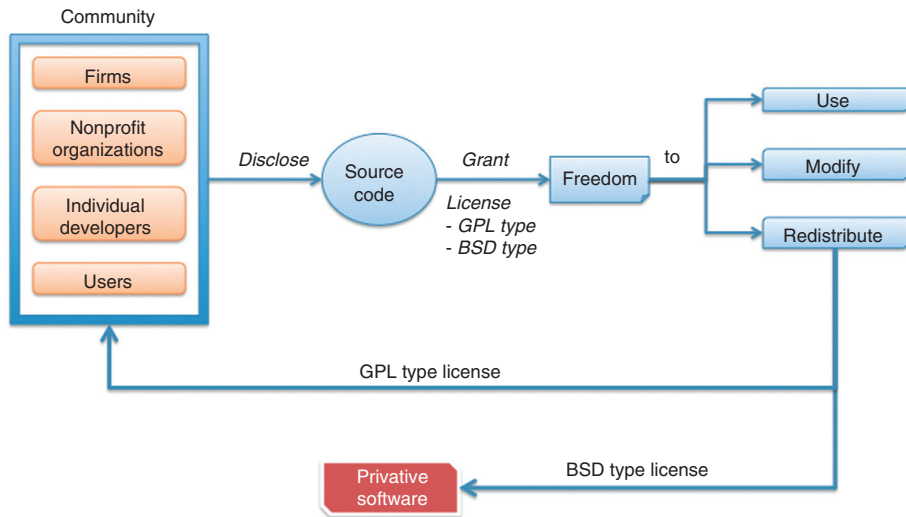 Community
Firms
Nonprofit
organizations
Individual
developers
Users
Disclose
Source
code
Grant
License
- GPL type
- BSD type
Freedom
to
Use
Modify
Redistribute
GPL type license
BSD type license
Privative
software